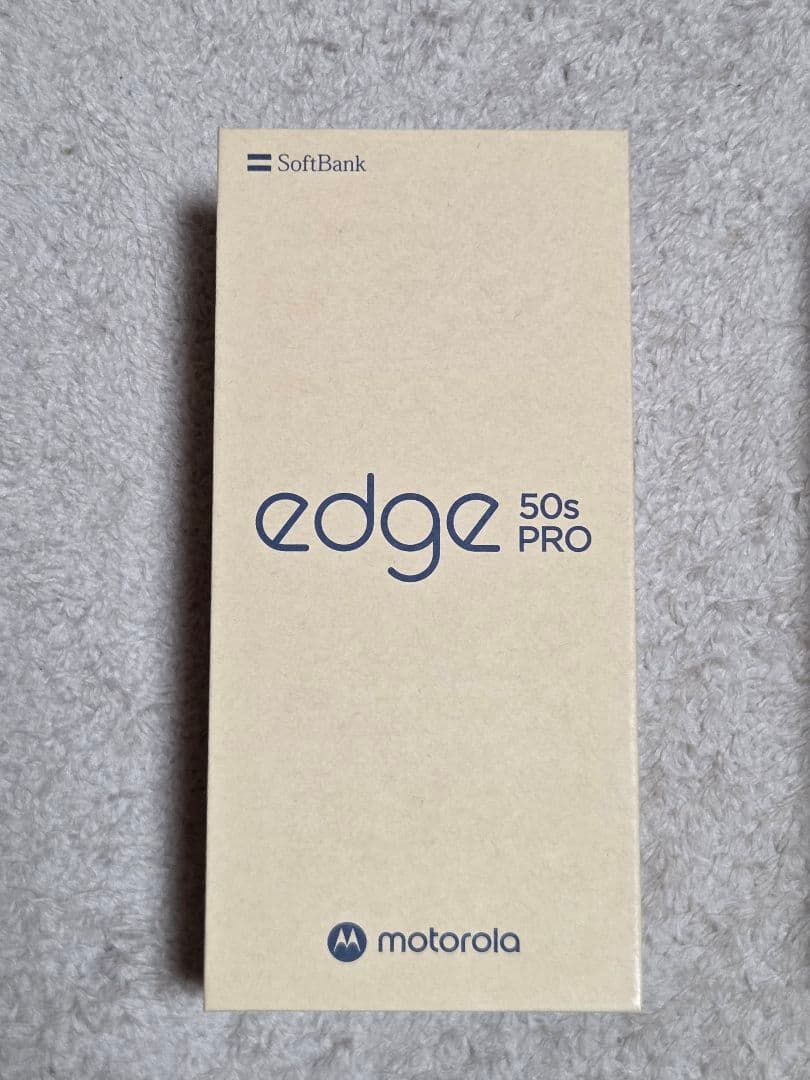 SoftBank
edge 50s
PRO
motorola